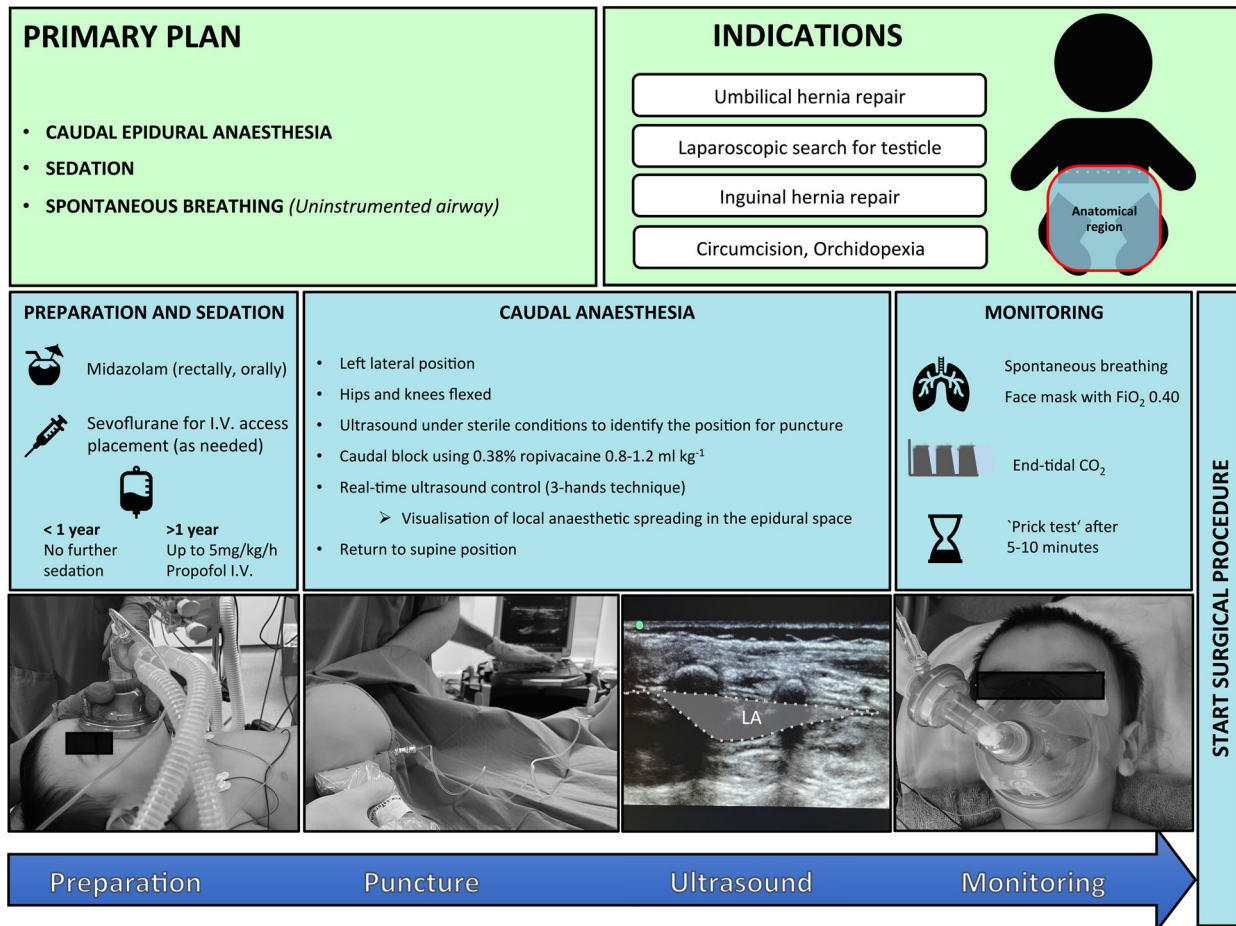 PRIMARY PLAN
• CAUDAL EPIDURAL ANAESTHESIA
• SEDATION
• SPONTANEOUS BREATHING (Uninstrumented airway)
INDICATIONS
Umbilical hernia repair
Laparoscopic search for testicle
Inguinal hernia repair
Circumcision, Orchidopexia
Anatomical
region
PREPARATION AND SEDATION
Midazolam (rectally, orally)
Sevoflurane for I.V. access
placement (as needed)
< 1 year
No further
sedation
>1 year
Up to 5mg/kg/h
Propofol I.V.
CAUDAL ANAESTHESIA
• Left lateral position
• Hips and knees flexed
• Ultrasound under sterile conditions to identify the position for puncture
• Caudal block using 0.38% ropivacaine 0.8-1.2 ml kg⁻¹
• Real-time ultrasound control (3-hands technique)
➢ Visualisation of local anaesthetic spreading in the epidural space
• Return to supine position
MONITORING
Spontaneous breathing
Face mask with FiO₂ 0.40
End-tidal CO₂
`Prick test‘ after
5-10 minutes
START SURGICAL PROCEDURE
LA
Preparation
Puncture
Ultrasound
Monitoring